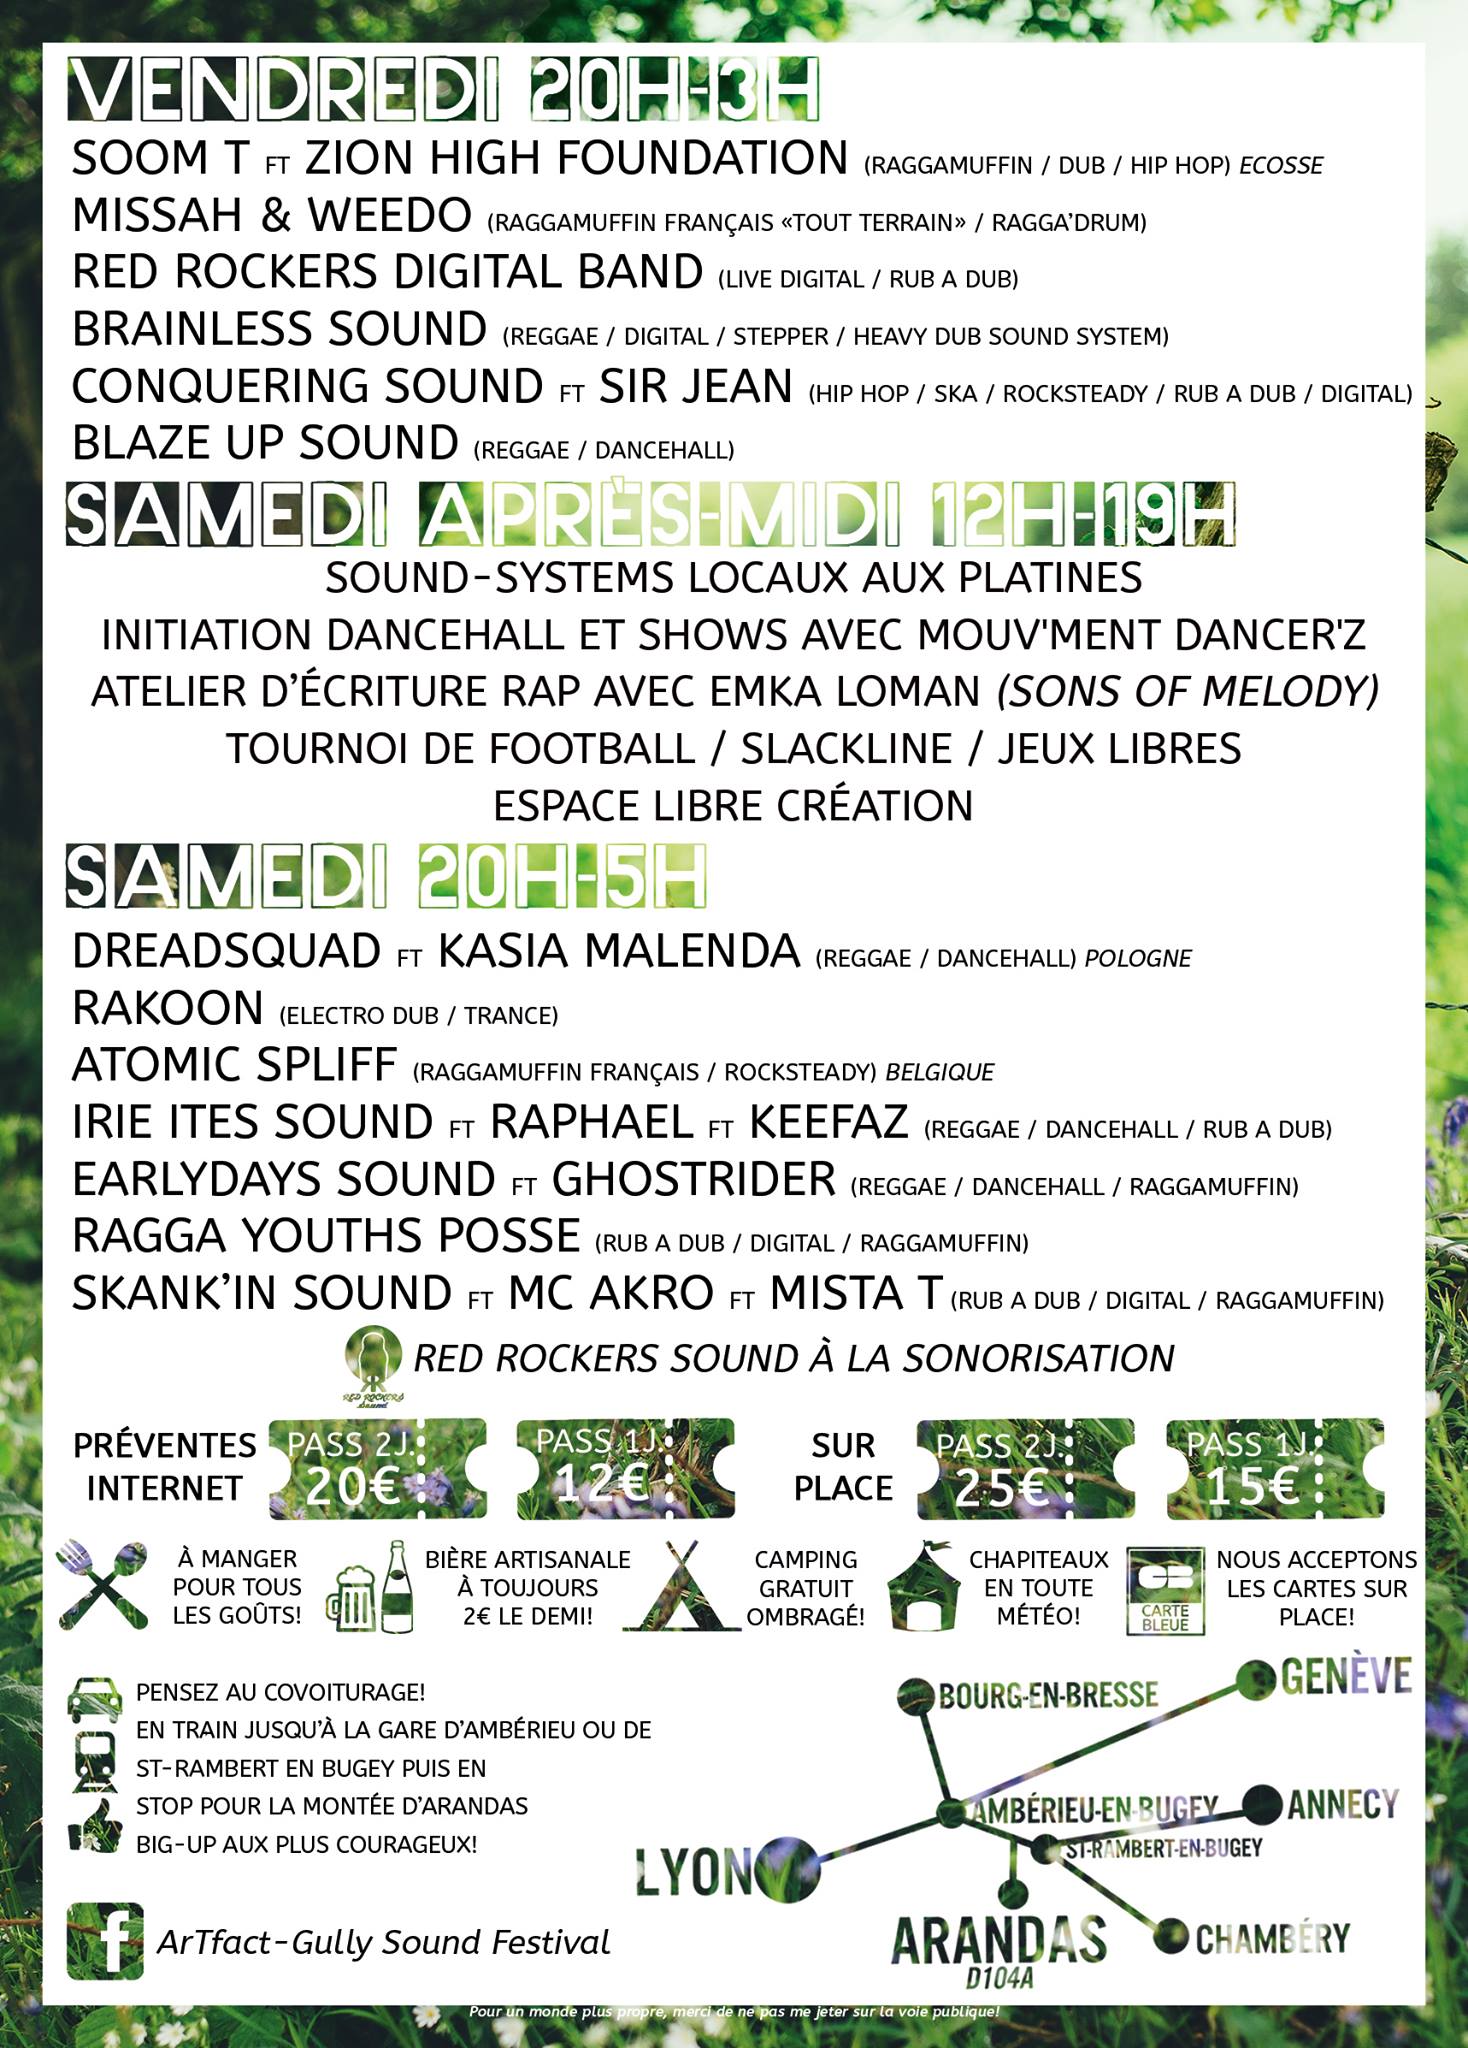 VENDREDI 20H-3H
SOOM T FT ZION HIGH FOUNDATION (RAGGAMUFFIN / DUB / HIP HOP) ECOSSE
MISSAH & WEEDO (RAGGAMUFFIN FRANÇAIS «TOUT TERRAIN» / RAGGA’DRUM)
RED ROCKERS DIGITAL BAND (LIVE DIGITAL / RUB A DUB)
BRAINLESS SOUND (REGGAE / DIGITAL / STEPPER / HEAVY DUB SOUND SYSTEM)
CONQUERING SOUND FT SIR JEAN (HIP HOP / SKA / ROCKSTEADY / RUB A DUB / DIGITAL)
BLAZE UP SOUND (REGGAE / DANCEHALL)
SAMEDI APRÈS-MIDI 12H-19H
SOUND-SYSTEMS LOCAUX AUX PLATINES
INITIATION DANCEHALL ET SHOWS AVEC MOUV'MENT DANCER'Z
ATELIER D’ÉCRITURE RAP AVEC EMKA LOMAN (SONS OF MELODY)
TOURNOI DE FOOTBALL / SLACKLINE / JEUX LIBRES
ESPACE LIBRE CRÉATION
SAMEDI 20H-5H
DREADSQUAD FT KASIA MALENDA (REGGAE / DANCEHALL) POLOGNE
RAKOON (ELECTRO DUB / TRANCE)
ATOMIC SPLIFF (RAGGAMUFFIN FRANÇAIS / ROCKSTEADY) BELGIQUE
IRIE ITES SOUND FT RAPHAEL FT KEEFAZ (REGGAE / DANCEHALL / RUB A DUB)
EARLYDAYS SOUND FT GHOSTRIDER (REGGAE / DANCEHALL / RAGGAMUFFIN)
RAGGA YOUTHS POSSE (RUB A DUB / DIGITAL / RAGGAMUFFIN)
SKANK’IN SOUND FT MC AKRO FT MISTA T (RUB A DUB / DIGITAL / RAGGAMUFFIN)
RED ROCKERS SOUND À LA SONORISATION
RED ROCKERS
Sound
PRÉVENTES
INTERNET
PASS 2J.
20€
PASS 1J.
12€
SUR
PLACE
PASS 2J.
25€
PASS 1J.
15€
À MANGER
POUR TOUS
LES GOÛTS!
BIÈRE ARTISANALE
À TOUJOURS
2€ LE DEMI!
CAMPING
GRATUIT
OMBRAGÉ!
CHAPITEAUX
EN TOUTE
MÉTÉO!
CB
CARTE
BLEUE
NOUS ACCEPTONS
LES CARTES SUR
PLACE!
PENSEZ AU COVOITURAGE!
EN TRAIN JUSQU’À LA GARE D’AMBÉRIEU OU DE
ST-RAMBERT EN BUGEY PUIS EN
STOP POUR LA MONTÉE D’ARANDAS
BIG-UP AUX PLUS COURAGEUX!
GENÈVE
BOURG-EN-BRESSE
ANNECY
AMBÉRIEU-EN-BUGEY
ST-RAMBERT-EN-BUGEY
LYON
ARANDAS
D104A
CHAMBÉRY
f
ArTfact-Gully Sound Festival
Pour un monde plus propre, merci de ne pas me jeter sur la voie publique!